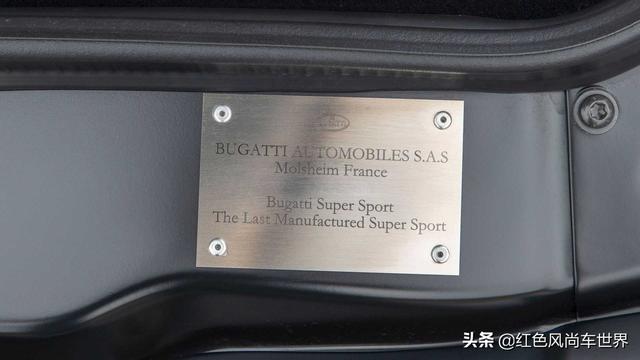 BUGATTI AUTOMOBILES S.A.S
Molsheim France
Bugatti Super Sport
The Last Manufactured Super Sport
头条 @红色风尚车世界